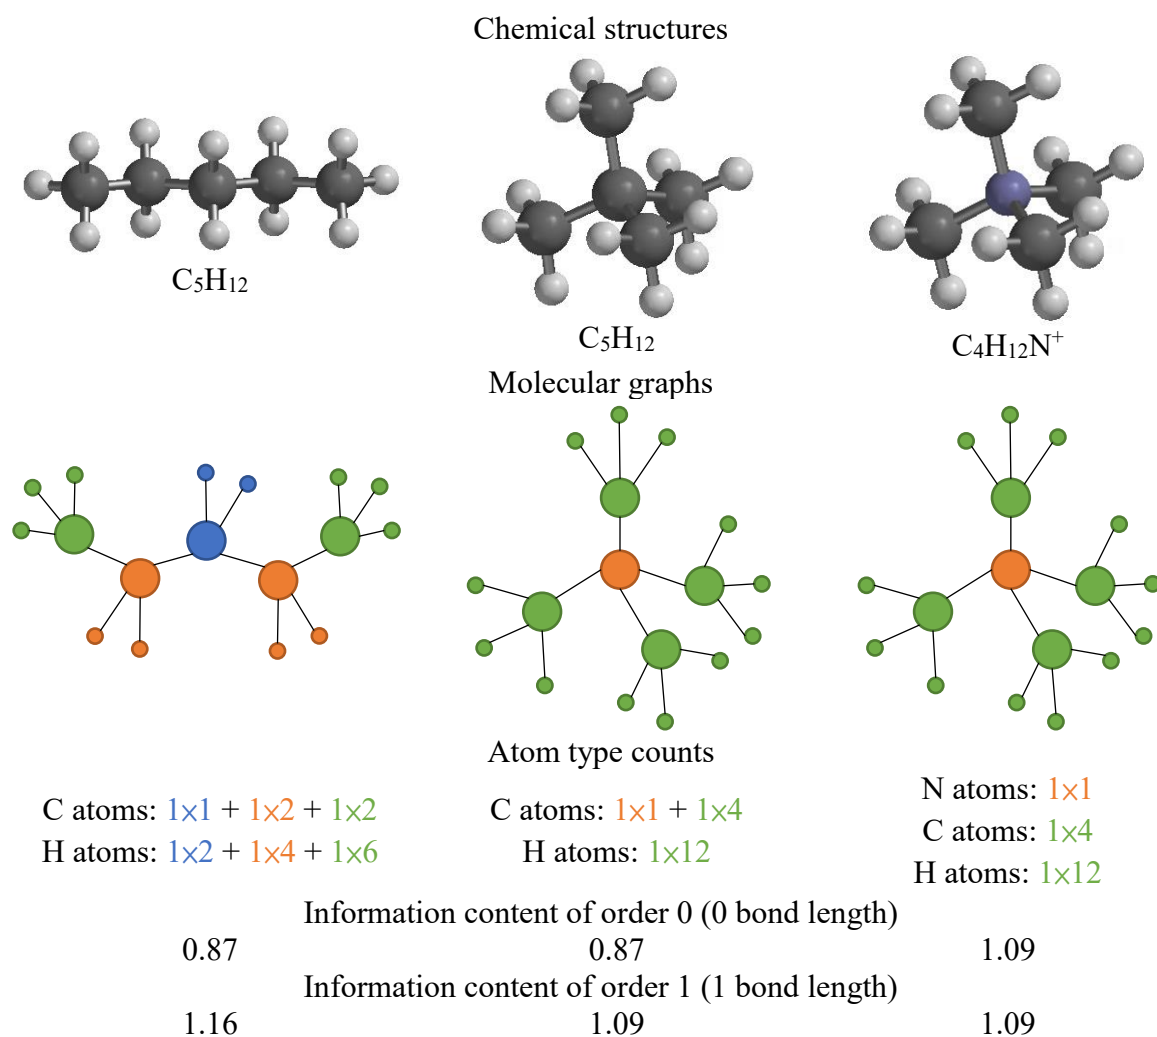 Chemical structures
C₅H₁₂
C₅H₁₂
C₄H₁₂N⁺
Molecular graphs
Atom type counts
C atoms: 1×1 + 1×2 + 1×2
H atoms: 1×2 + 1×4 + 1×6
C atoms: 1×1 + 1×4
H atoms: 1×12
N atoms: 1×1
C atoms: 1×4
H atoms: 1×12
Information content of order 0 (0 bond length)
0.87 0.87 1.09
Information content of order 1 (1 bond length)
1.16 1.09 1.09